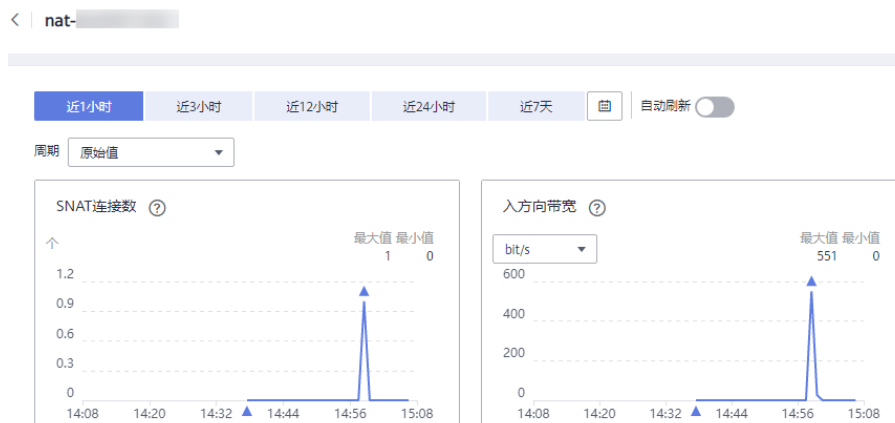 nat-
近1小时 近3小时 近12小时 近24小时 近7天 自动刷新
周期 原始值
SNAT连接数 ?
个
最大值 最小值
1 0
1.2
0.9
0.6
0.3
0
14:08 14:20 14:32 14:44 14:56 15:08
入方向带宽 ?
bit/s
最大值 最小值
551 0
600
400
200
0
14:08 14:20 14:32 14:44 14:56 15:08